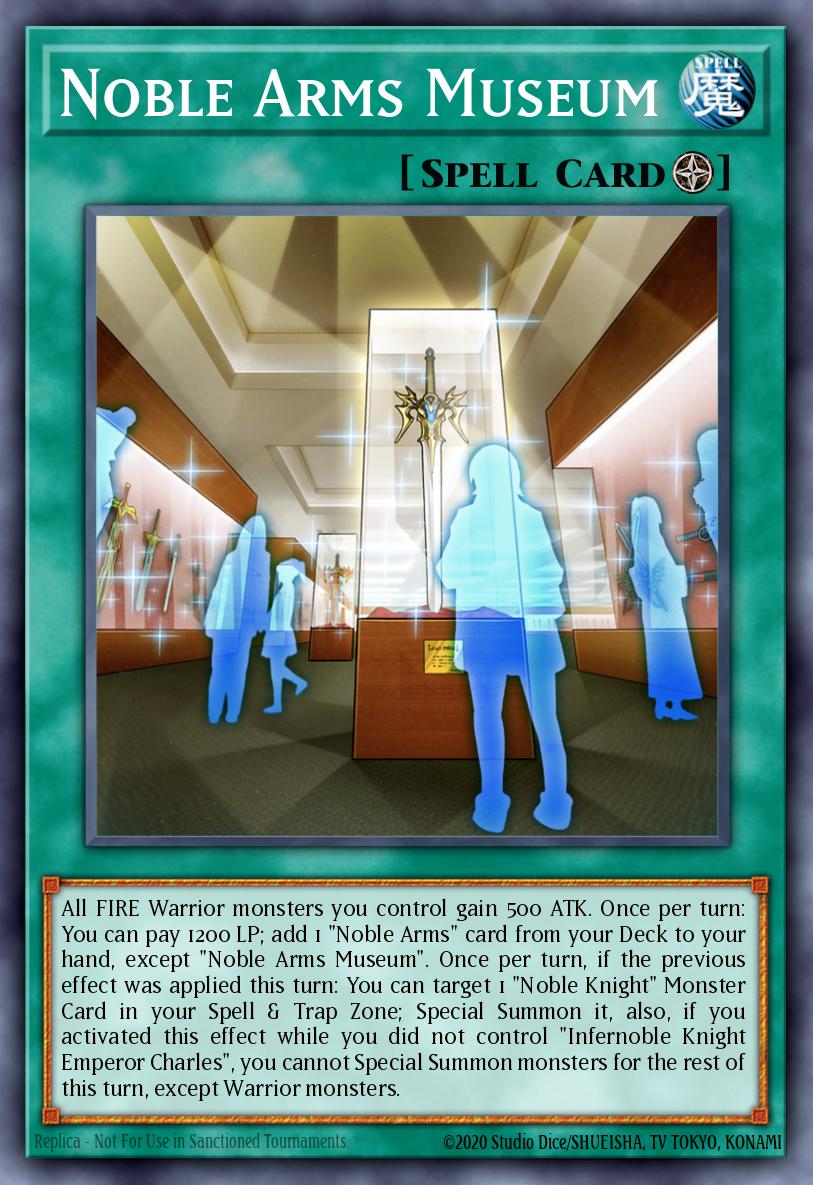 Noble Arms Museum
SPELL
魔
[Spell Card]
All FIRE Warrior monsters you control gain 500 ATK. Once per turn:
You can pay 1200 LP; add 1 "Noble Arms" card from your Deck to your
hand, except "Noble Arms Museum". Once per turn, if the previous
effect was applied this turn: You can target 1 "Noble Knight" Monster
Card in your Spell & Trap Zone; Special Summon it, also, if you
activated this effect while you did not control "Infernoble Knight
Emperor Charles", you cannot Special Summon monsters for the rest of
this turn, except Warrior monsters.
Replica - Not For Use in Sanctioned Tournaments.
©2020 Studio Dice/SHUEISHA, TV TOKYO, KONAMI